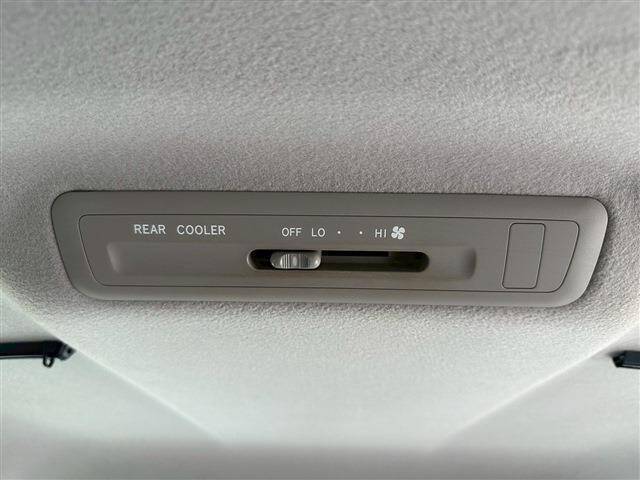 REAR COOLER OFF LO · · HI